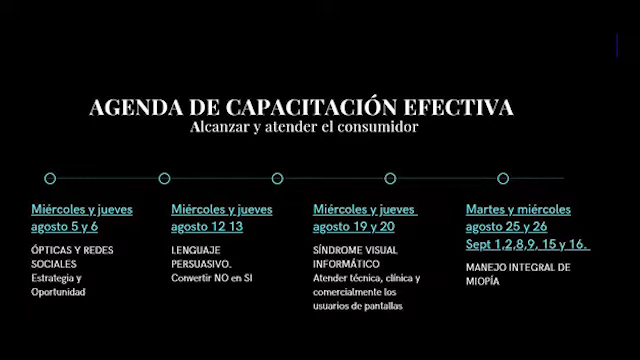 AGENDA DE CAPACITACIÓN EFECTIVA
Alcanzar y atender el consumidor
Miércoles y jueves
agosto 5 y 6
ÓPTICAS Y REDES
SOCIALES
Estrategia y
Oportunidad
Miércoles y jueves
agosto 12 13
LENGUAJE
PERSUASIVO.
Convertir NO en SI
Miércoles y jueves
agosto 19 y 20
SÍNDROME VISUAL
INFORMÁTICO
Atender técnica, clínica y
comercialmente los
usuarios de pantallas
Martes y miércoles
agosto 25 y 26
Sept 1,2,8,9, 15 y 16.
MANEJO INTEGRAL DE
MIOPÍA